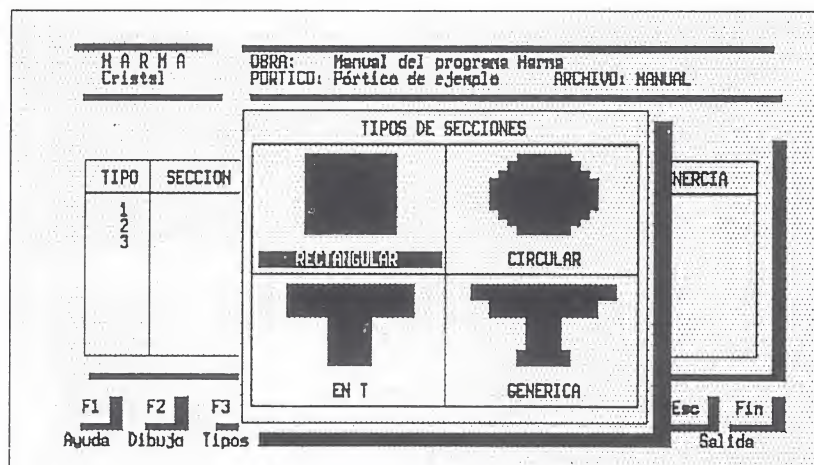 H A R M A
Cristal
OBRA: Manual del programa Harma
PORTICO: Pórtico de ejemplo ARCHIVO: MANUAL
TIPOS DE SECCIONES
TIPO SECCION NERCIA
1
2
3
RECTANGULAR CIRCULAR
EN T GENERICA
F1 F2 F3 Esc Fin
Ayuda Dibuja Tipos Salida